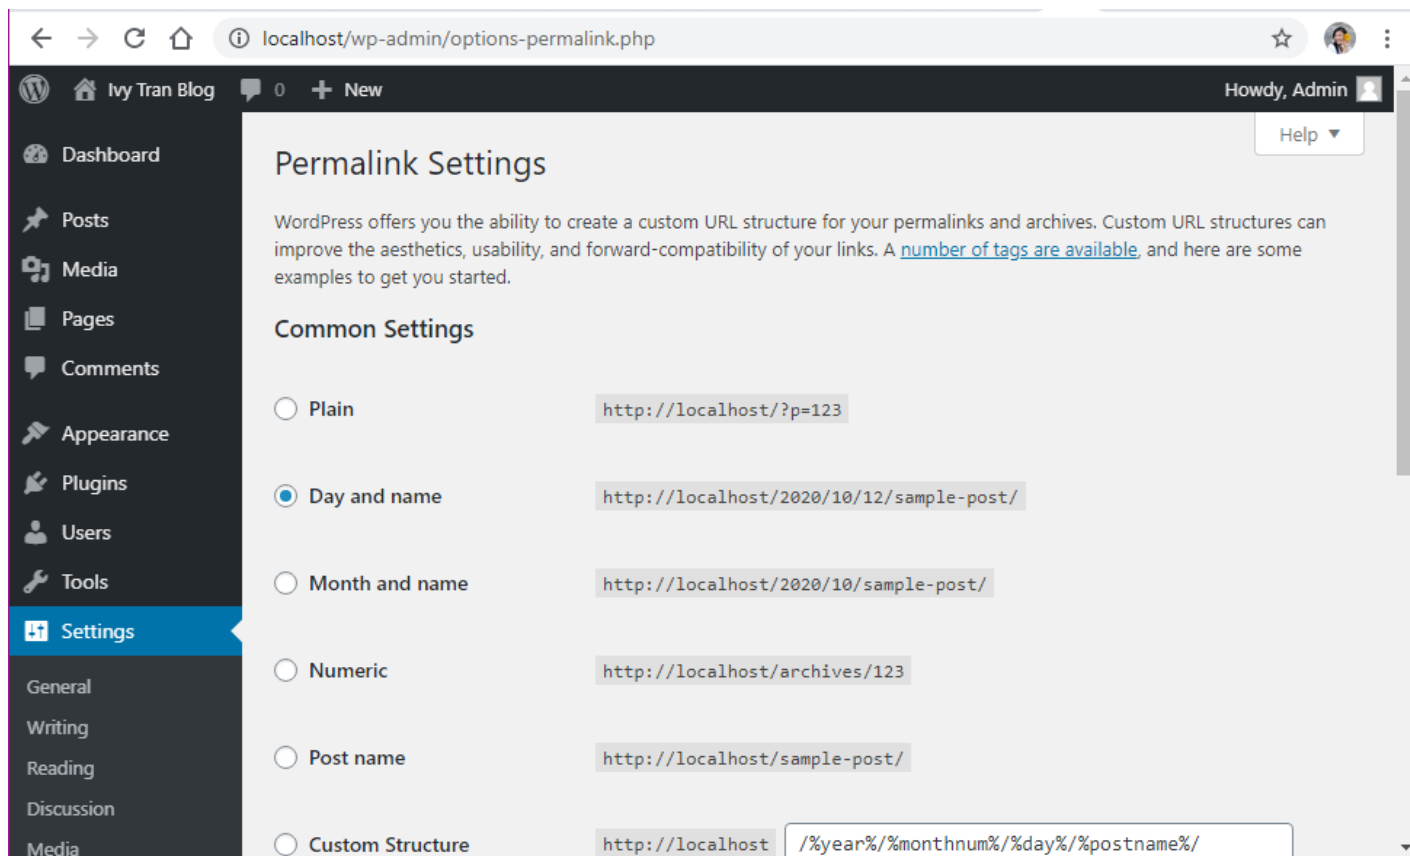 localhost/wp-admin/options-permalink.php
Ivy Tran Blog 0 New Howdy, Admin
Help
Dashboard
Posts
Media
Pages
Comments
Appearance
Plugins
Users
Tools
Settings
General
Writing
Reading
Discussion
Media
Permalink Settings
WordPress offers you the ability to create a custom URL structure for your permalinks and archives. Custom URL structures can
improve the aesthetics, usability, and forward-compatibility of your links. A number of tags are available, and here are some
examples to get you started.
Common Settings
Plain http://localhost/?p=123
Day and name http://localhost/2020/10/12/sample-post/
Month and name http://localhost/2020/10/sample-post/
Numeric http://localhost/archives/123
Post name http://localhost/sample-post/
Custom Structure http://localhost /%year%/%monthnum%/%day%/%postname%/